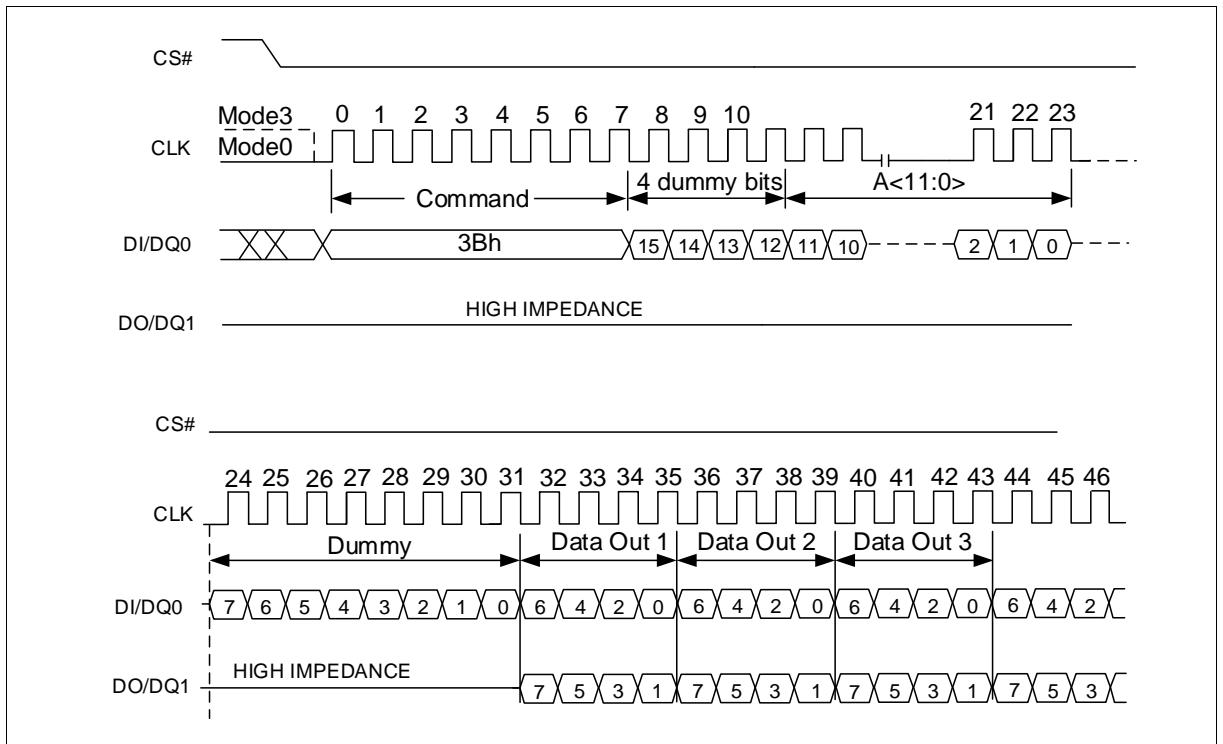 CS#
Mode3 0 1 2 3 4 5 6 7 8 9 10 21 22 23
CLK Mode0
Command 4 dummy bits A<11:0>
DI/DQ0 3Bh 15 14 13 12 11 10 2 1 0
HIGH IMPEDANCE
DO/DQ1
CS#
24 25 26 27 28 29 30 31 32 33 34 35 36 37 38 39 40 41 42 43 44 45 46
CLK
Dummy Data Out 1 Data Out 2 Data Out 3
DI/DQ0 7 6 5 4 3 2 1 0 6 4 2 0 6 4 2 0 6 4 2 0 6 4 2
HIGH IMPEDANCE
DO/DQ1 7 5 3 1 7 5 3 1 7 5 3 1 7 5 3